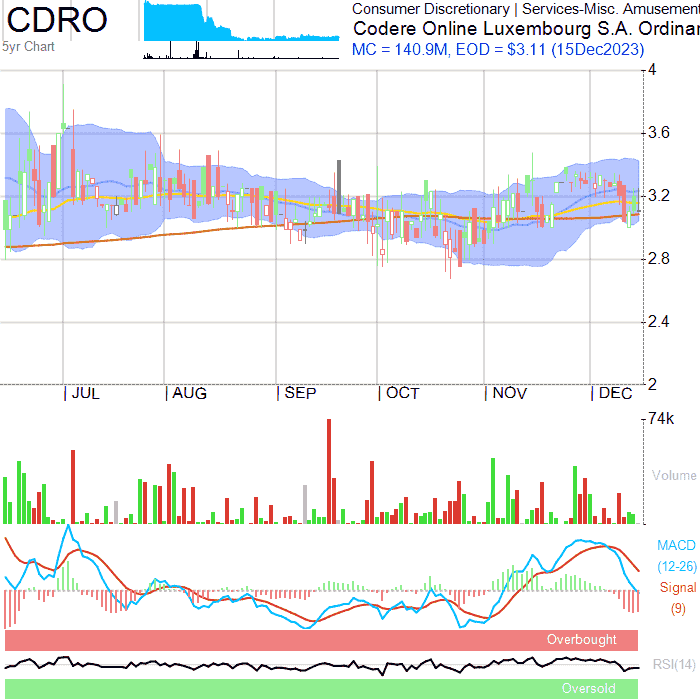 CDRO
5yr Chart
Consumer Discretionary | Services-Misc. Amusement
Codere Online Luxembourg S.A. Ordinar
MC = 140.9M, EOD = $3.11 (15Dec2023)
4
3.6
3.2
2.8
2.4
2
JUL AUG SEP OCT NOV DEC
74k
Volume
MACD
(12-26)
Signal
(9)
Overbought
RSI(14)
Oversold